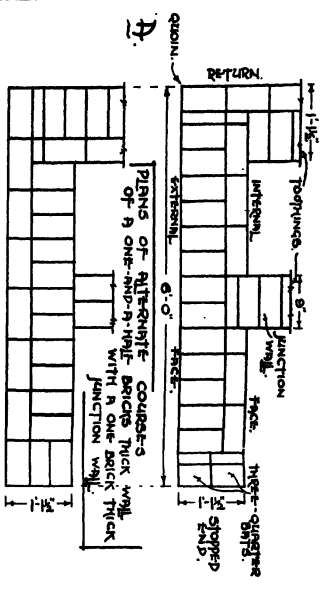 A.
QUOIN.
RETURN.
1'-1½"
TOOTHINGS
9"
JUNCTION
WALL.
INTERNAL
FACE.
EXTERNAL
FACE.
6'-0"
THREE-QUARTER
BATS.
STOPPED
END.
1'-1½"
PLANS OF ALTERNATE COURSES
OF A ONE-AND-A-HALF BRICKS THICK WALL
WITH A ONE BRICK THICK
JUNCTION WALL.
1'-1½"